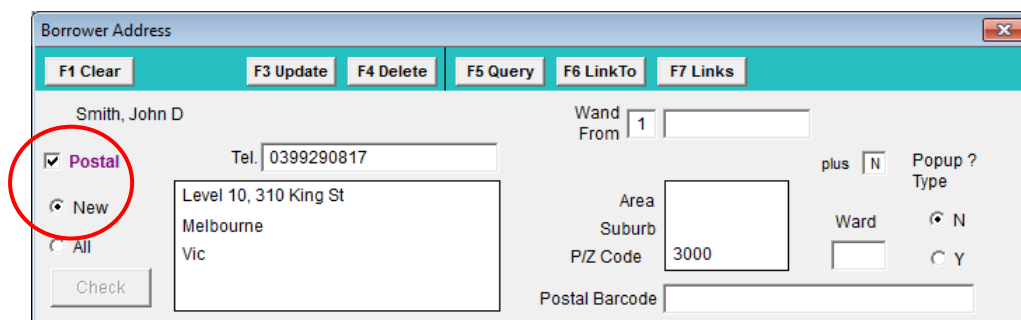 Borrower Address
F1 Clear F3 Update F4 Delete F5 Query F6 LinkTo F7 Links
Smith, John D
Wand From 1
Postal
Tel. 0399290817
plus N
Popup ? Type
New
All
Level 10, 310 King St
Melbourne
Vic
Area
Suburb
P/Z Code 3000
Ward
N
Y
Check
Postal Barcode